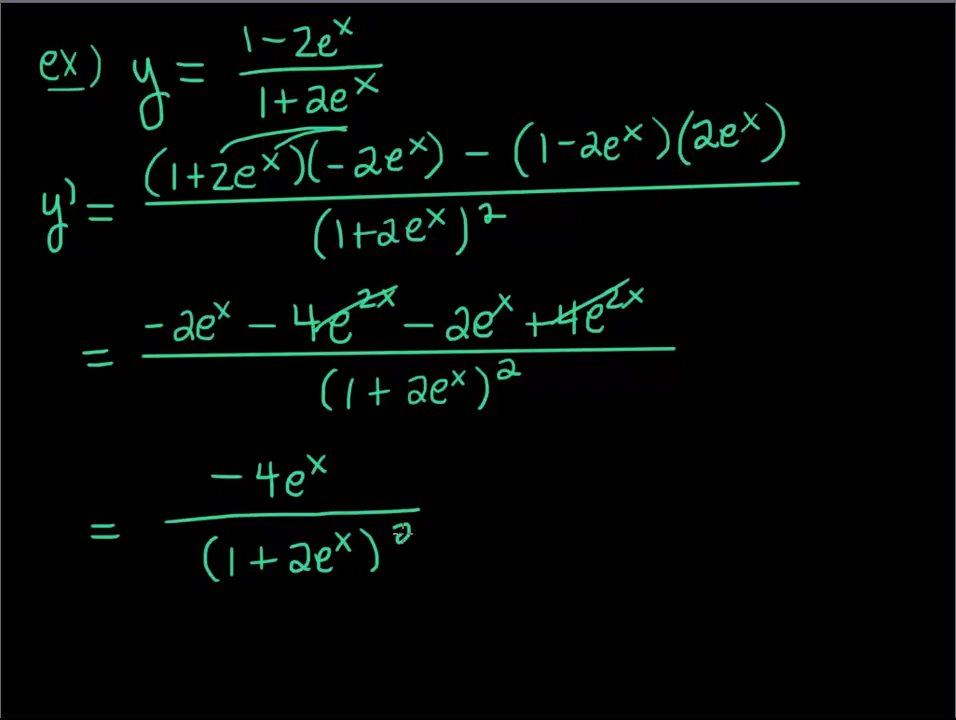 ex) y = (1-2e^x)/(1+2e^x)
y' = ((1+2e^x)(-2e^x) - (1-2e^x)(2e^x))/(1+2e^x)^2
= (-2e^x - 4e^2x - 2e^x + 4e^2x)/(1+2e^x)^2
= (-4e^x)/(1+2e^x)^2